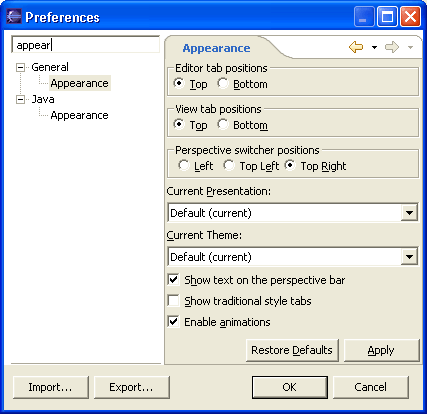 Preferences
appear
General
Appearance
Java
Appearance
Appearance
Editor tab positions
Top Bottom
View tab positions
Top Bottom
Perspective switcher positions
Left Top Left Top Right
Current Presentation:
Default (current)
Current Theme:
Default (current)
Show text on the perspective bar
Show traditional style tabs
Enable animations
Restore Defaults Apply
Import... Export... OK Cancel